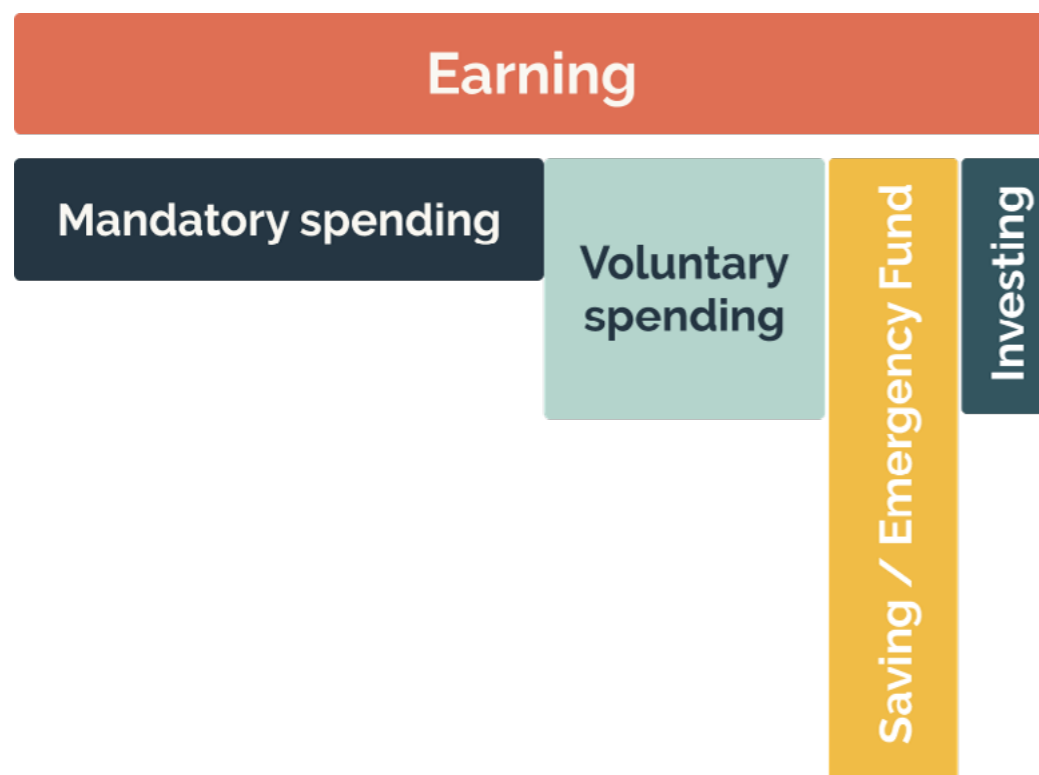 Earning
Mandatory spending
Voluntary
spending
Saving / Emergency Fund
Investing